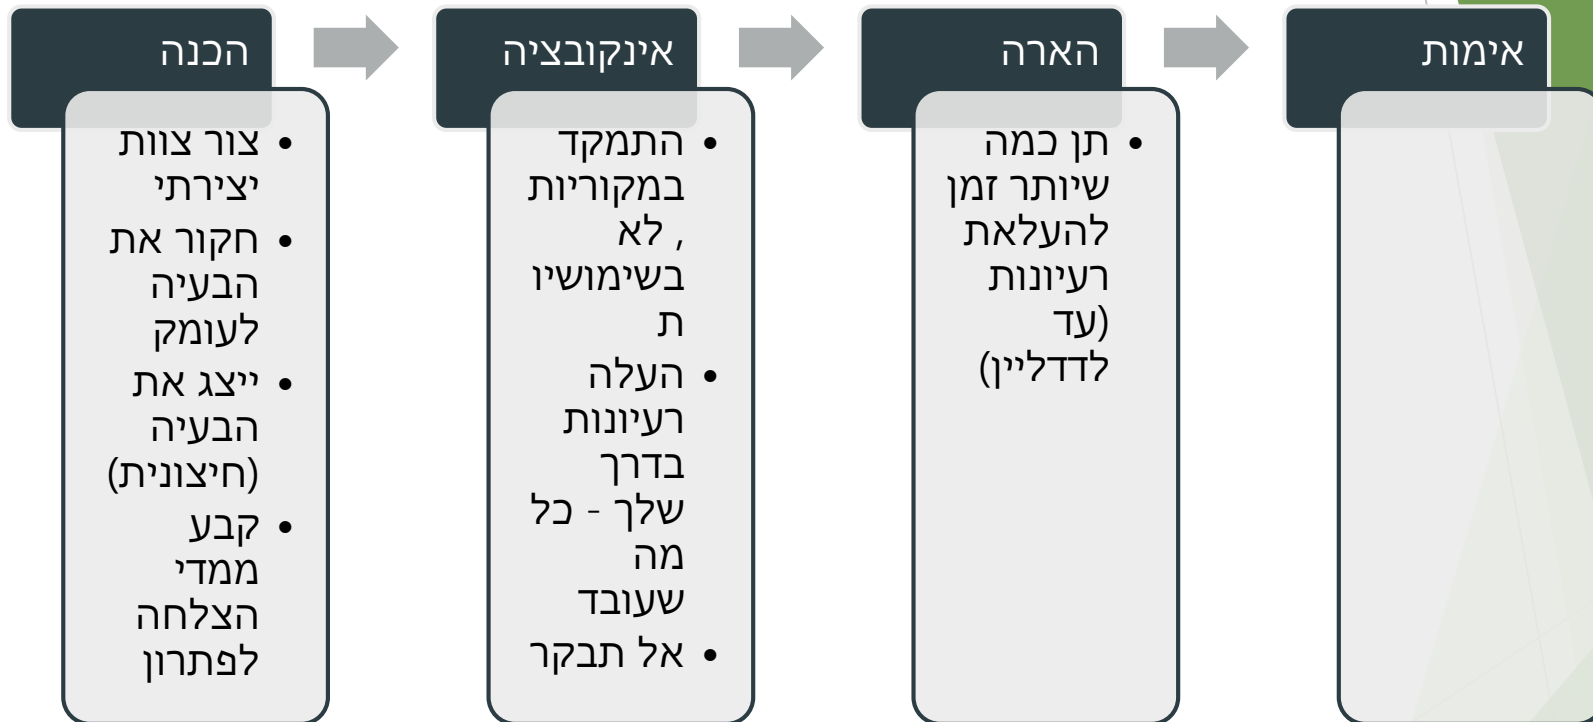 הכנה
• צור צוות
יצירתי
• חקור את
הבעיה
לעומק
• ייצג את
הבעיה
(חיצונית)
• קבע
ממדי
הצלחה
לפתרון
אינקובציה
• התמקד
במקוריות
, לא
בשימושיו
ת
• העלה
רעיונות
בדרך
שלך - כל
מה
שעובד
• אל תבקר
הארה
• תן כמה
שיותר זמן
להעלאת
רעיונות
(עד
לדדליין)
אימות